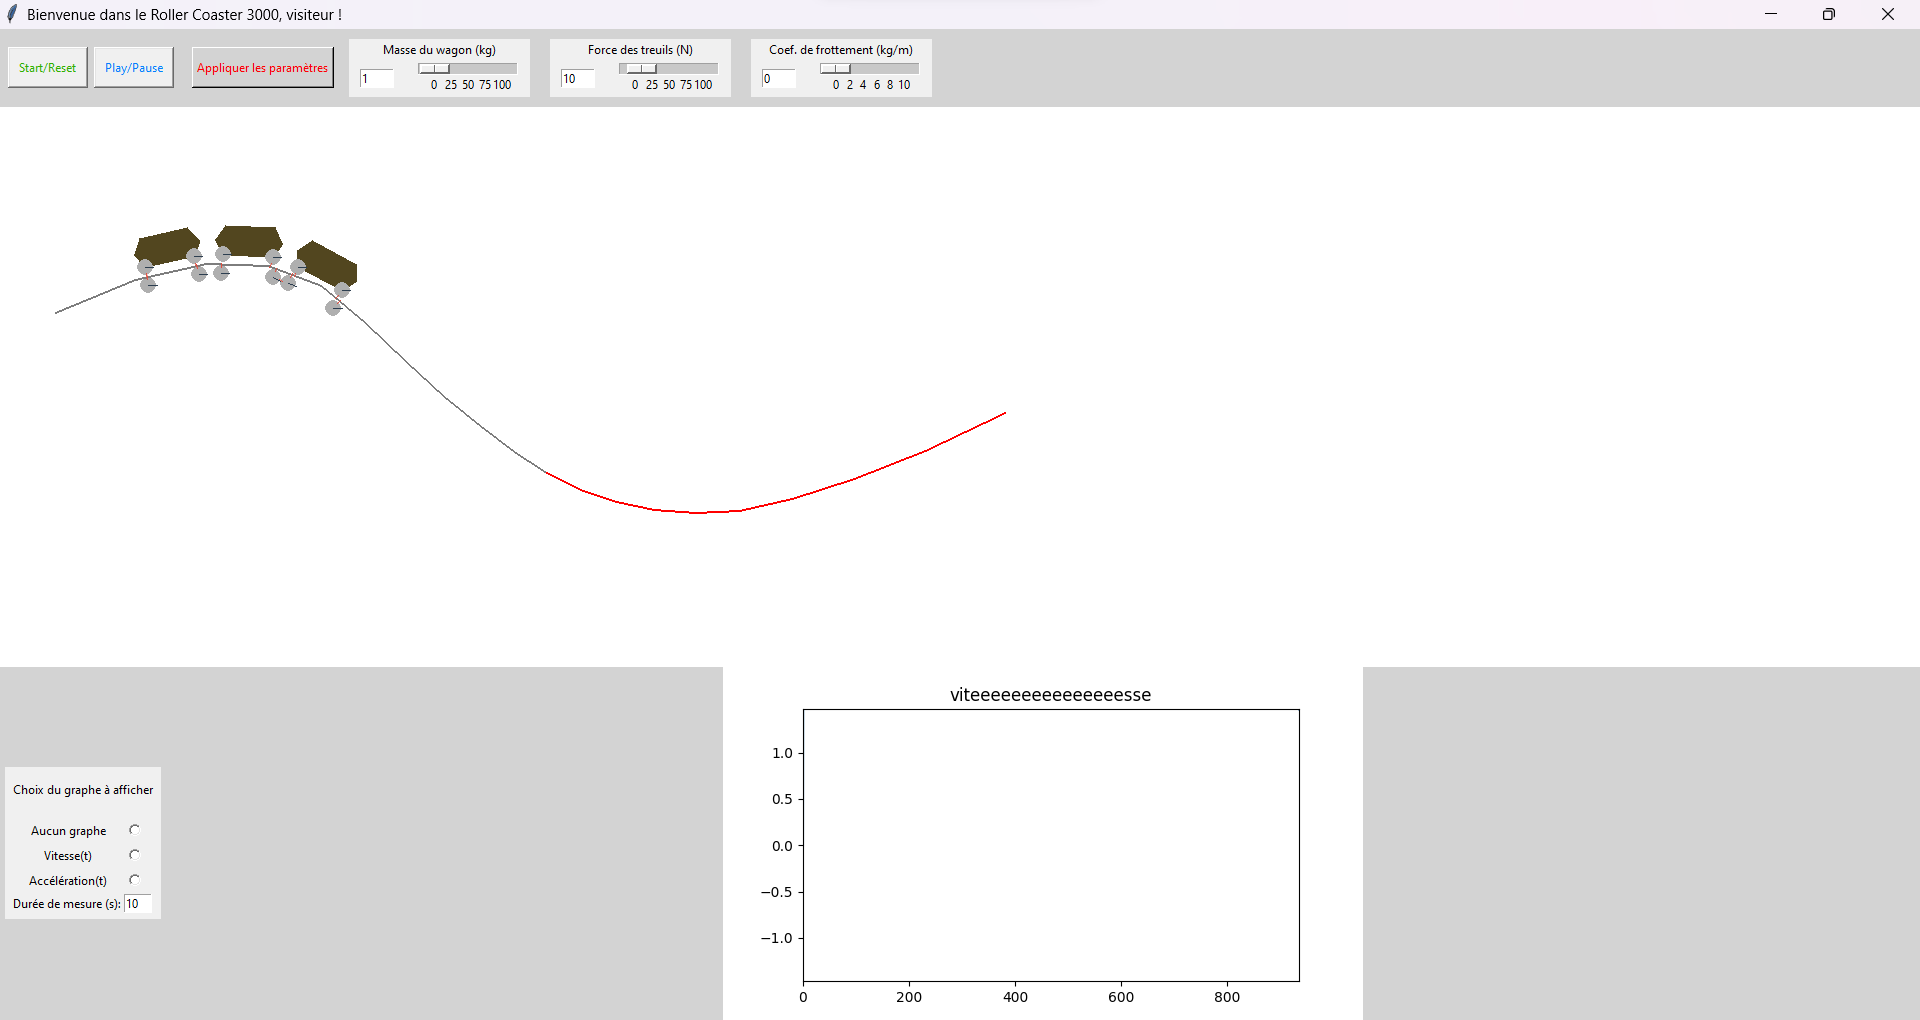 Bienvenue dans le Roller Coaster 3000, visiteur !
Start/Reset
Play/Pause
Appliquer les paramètres
Masse du wagon (kg)
1
0 25 50 75 100
Force des treuils (N)
10
0 25 50 75 100
Coef. de frottement (kg/m)
0
0 2 4 6 8 10
Choix du graphe à afficher
Aucun graphe
Vitesse(t)
Accélération(t)
Durée de mesure (s): 10
viteeeeeeeeeeeeeeesse
1.0
0.5
0.0
−0.5
−1.0
0 200 400 600 800